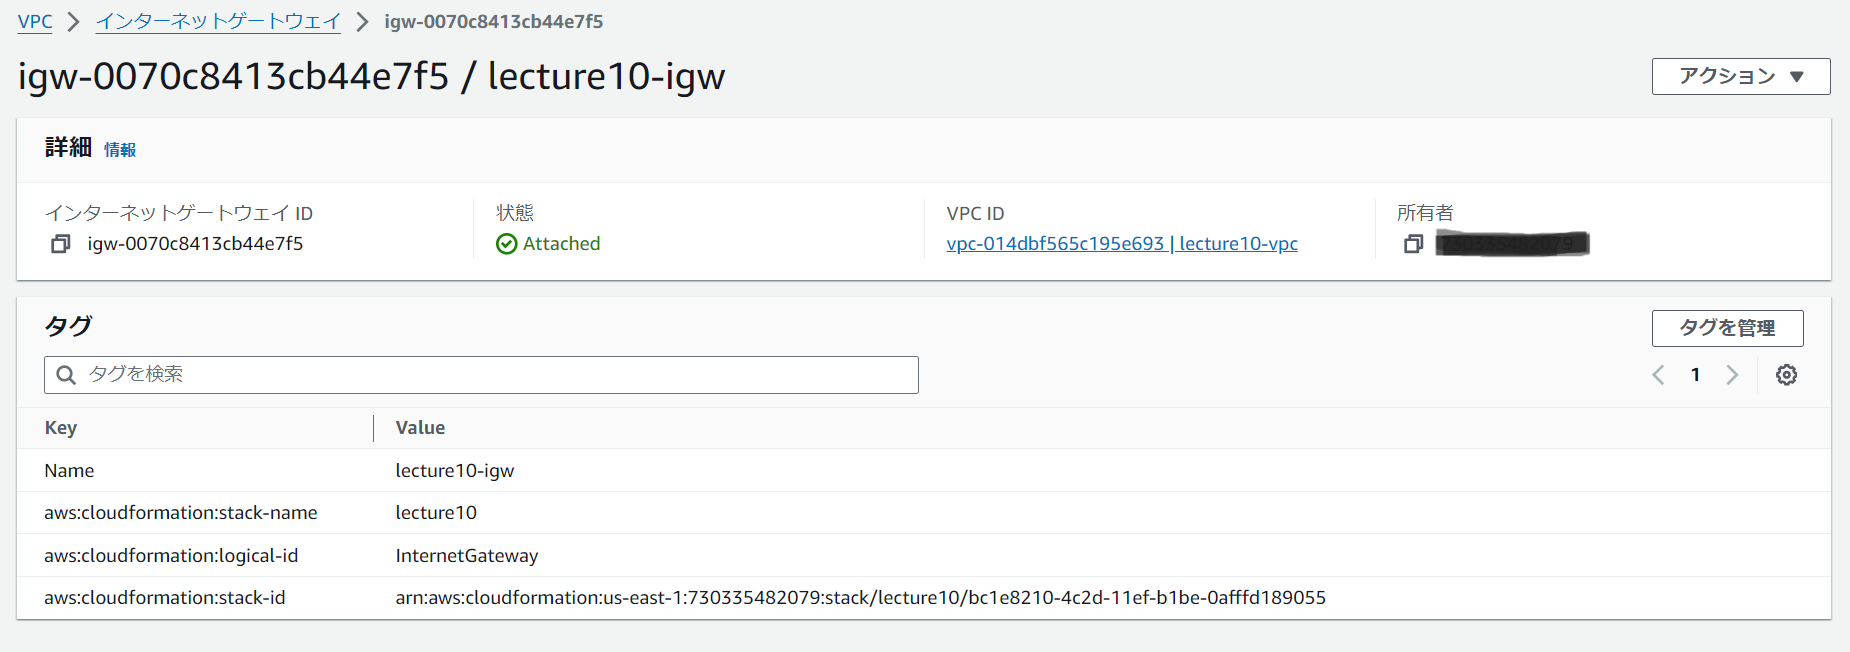 VPC > インターネットゲートウェイ > igw-0070c8413cb44e7f5
igw-0070c8413cb44e7f5 / lecture10-igw
アクション ▼
詳細 情報
インターネットゲートウェイ ID
igw-0070c8413cb44e7f5
状態
Attached
VPC ID
vpc-014dbf565c195e693 | lecture10-vpc
所有者
タグ
タグを管理
タグを検索
1
Key Value
Name lecture10-igw
aws:cloudformation:stack-name lecture10
aws:cloudformation:logical-id InternetGateway
aws:cloudformation:stack-id arn:aws:cloudformation:us-east-1:730335482079:stack/lecture10/bc1e8210-4c2d-11ef-b1be-0afffd189055